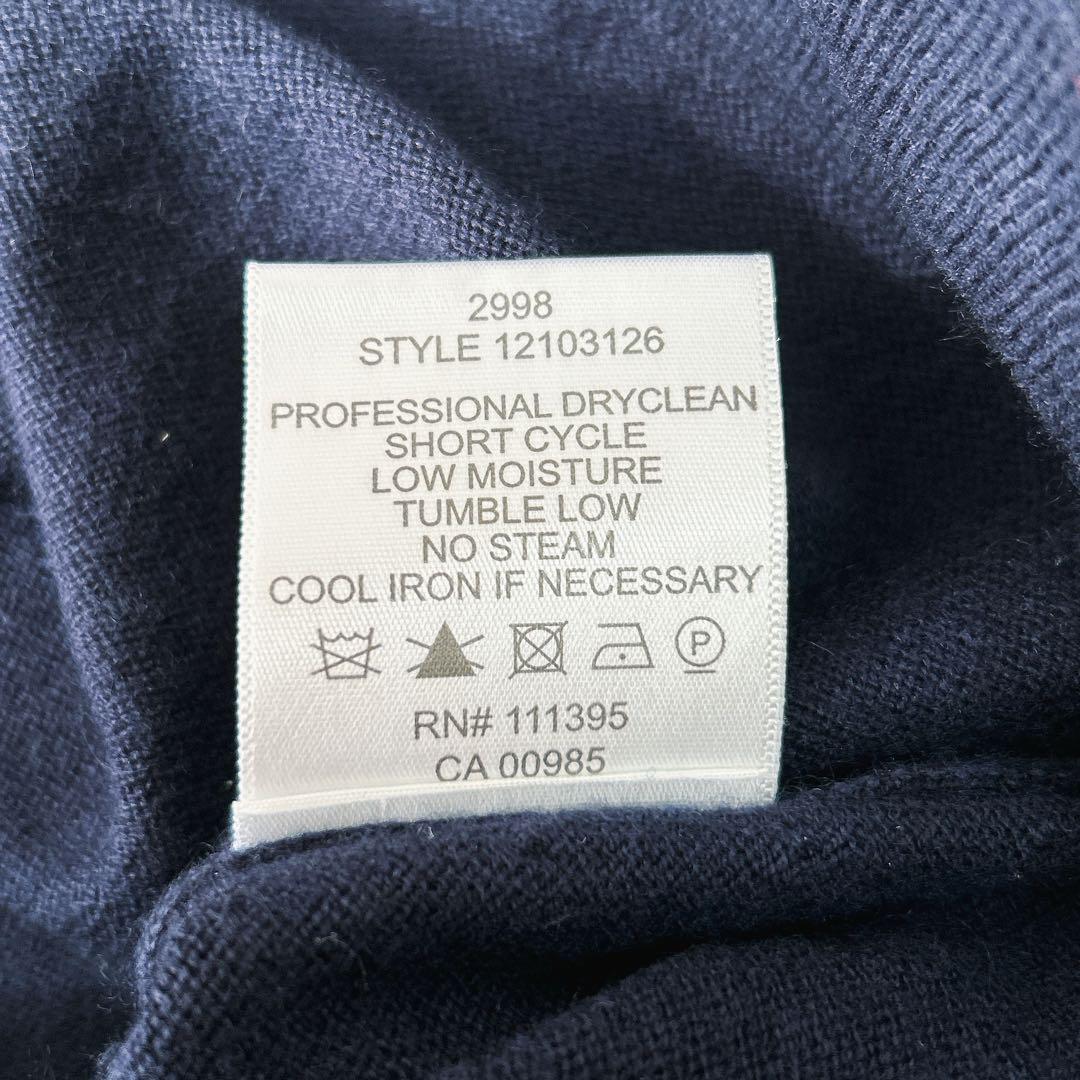 2998
STYLE 12103126
PROFESSIONAL DRYCLEAN
SHORT CYCLE
LOW MOISTURE
TUMBLE LOW
NO STEAM
COOL IRON IF NECESSARY
P
RN# 111395
CA 00985